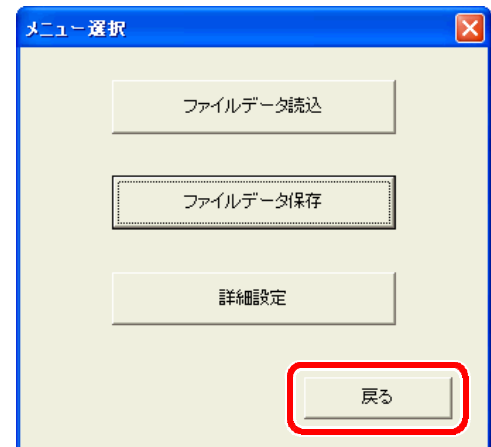 メニュー選択
ファイルデータ読込
ファイルデータ保存
詳細設定
戻る